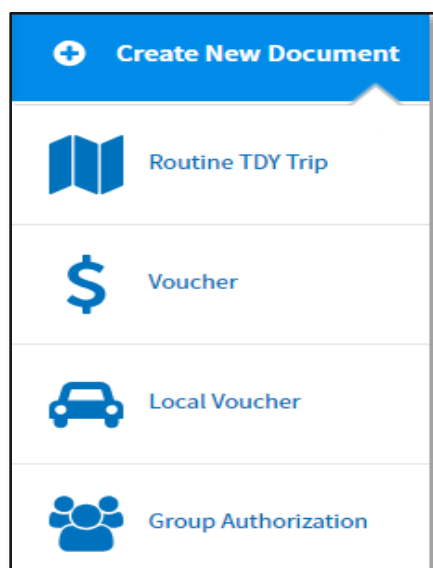 Create New Document
Routine TDY Trip
Voucher
Local Voucher
Group Authorization